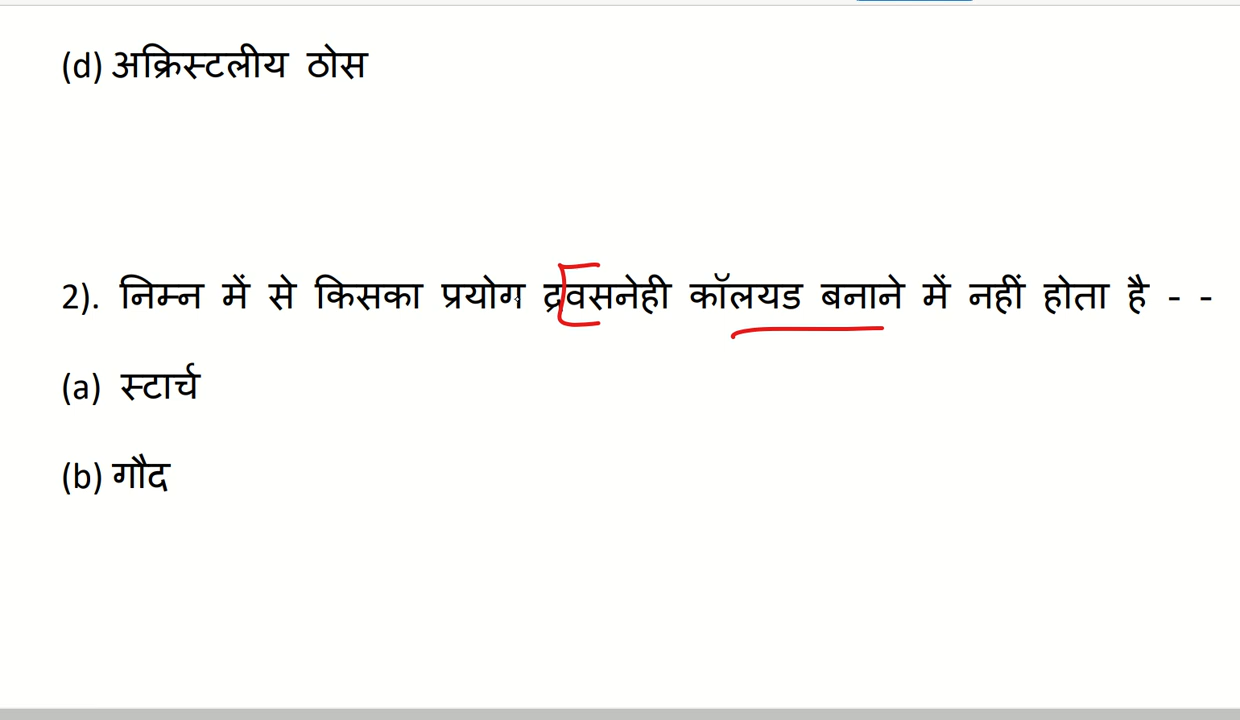 (d) अक्रिस्टलीय ठोस
2). निम्न में से किसका प्रयोग द्रवसनेही कॉलयड बनाने में नहीं होता है - -
(a) स्टार्च
(b) गौद